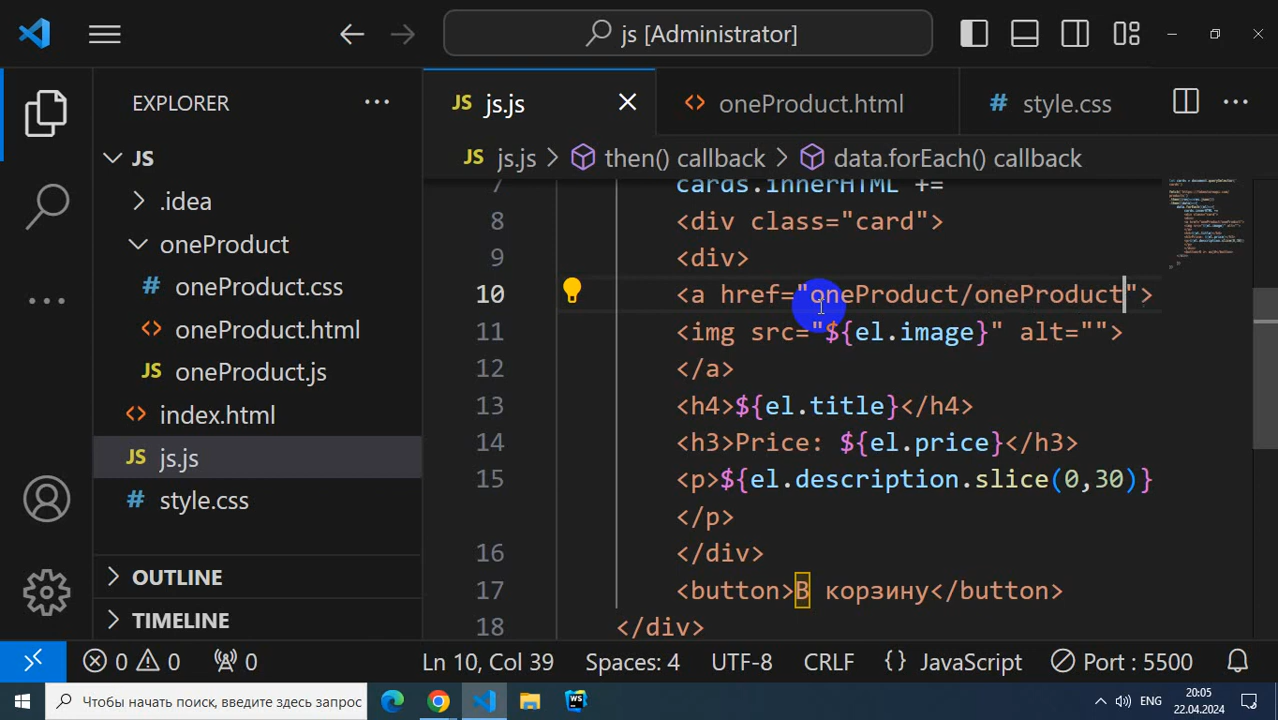 js [Administrator]
EXPLORER
JS
.idea
oneProduct
oneProduct.css
oneProduct.html
oneProduct.js
index.html
js.js
style.css
OUTLINE
TIMELINE
js.js
oneProduct.html
style.css
js.js > then() callback > data.forEach() callback
7 cards.innerHTML +=
8 <div class="card">
9 <div>
10 <a href="oneProduct/oneProduct">
11 <img src="${el.image}" alt="">
12 </a>
13 <h4>${el.title}</h4>
14 <h3>Price: ${el.price}</h3>
15 <p>${el.description.slice(0,30)}
</p>
16 </div>
17 <button>В корзину</button>
18 </div>
0 0 0 Ln 10, Col 39 Spaces: 4 UTF-8 CRLF {} JavaScript Port : 5500
Чтобы начать поиск, введите здесь запрос
ENG
20:05
22.04.2024